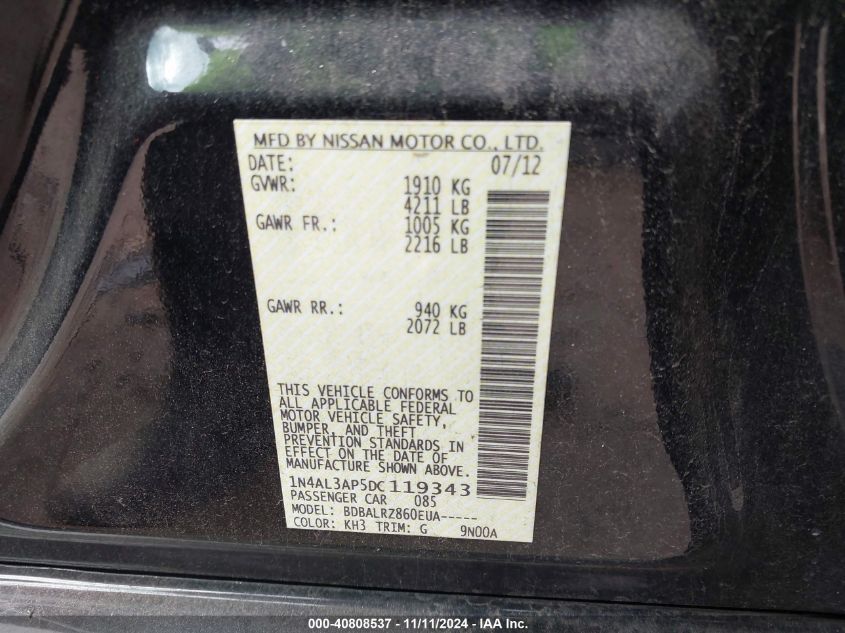 MFD BY NISSAN MOTOR CO., LTD.
DATE: 07/12
GVWR: 1910 KG
4211 LB
GAWR FR.: 1005 KG
2216 LB
GAWR RR.: 940 KG
2072 LB
THIS VEHICLE CONFORMS TO
ALL APPLICABLE FEDERAL
MOTOR VEHICLE SAFETY,
BUMPER, AND THEFT
PREVENTION STANDARDS IN
EFFECT ON THE DATE OF
MANUFACTURE SHOWN ABOVE.
1N4AL3AP5DC119343
PASSENGER CAR 085
MODEL: BDBALRZ860EUA-----
COLOR: KH3 TRIM: G 9N00A
000-40808537 - 11/11/2024 - IAAI Inc.